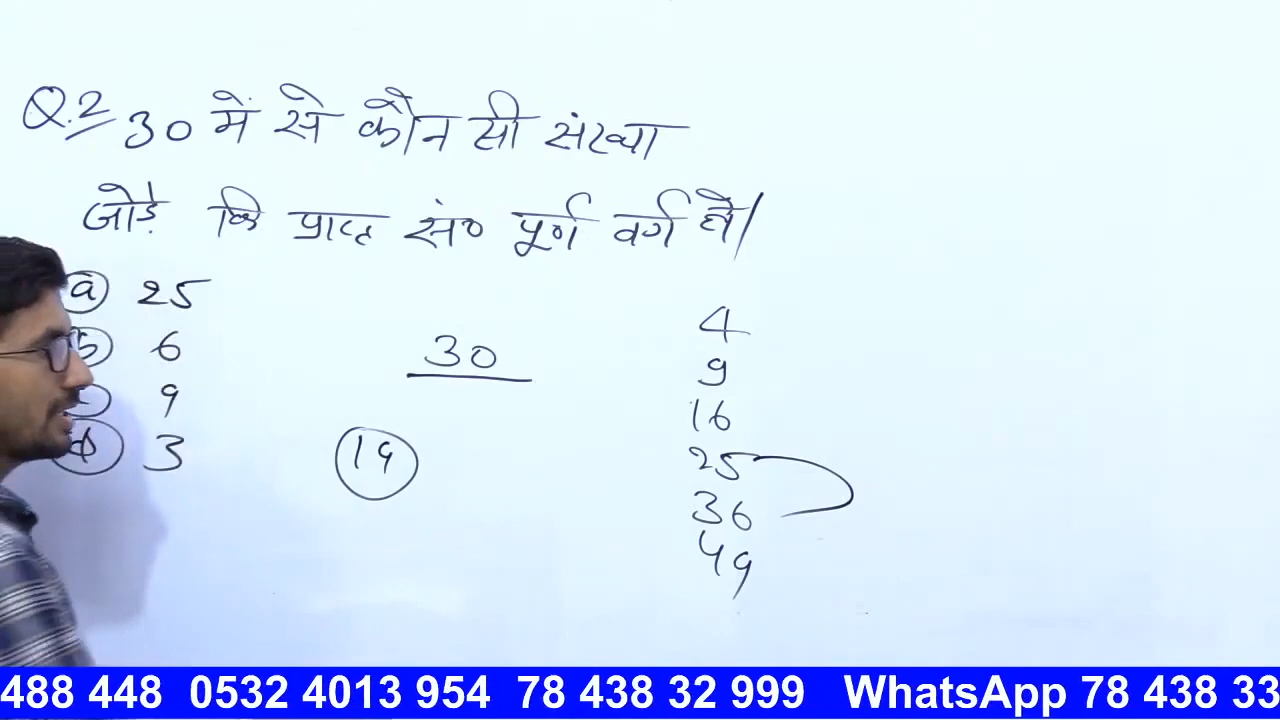 Q.2 30 में से कौन सी संख्या
जोड़े कि प्राप्त सं० पूर्ण वर्ग हो।
a 25
b 6
9
d 3
30
19
4
9
16
25
36
49
488 448 0532 4013 954 78 438 32 999 WhatsApp 78 438 33